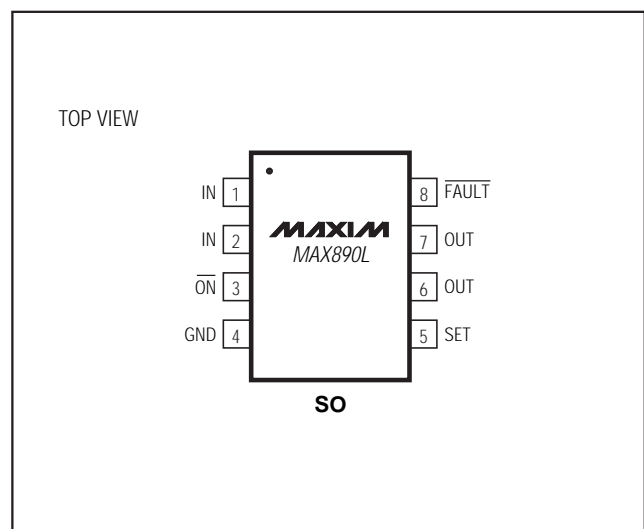 TOP VIEW
IN 1
IN 2
ON 3
GND 4
MAXIM
MAX890L
8 FAULT
7 OUT
6 OUT
5 SET
SO